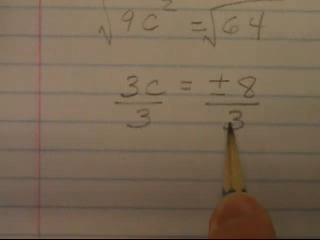 √9c² = √64
3c/3 = ±8/3